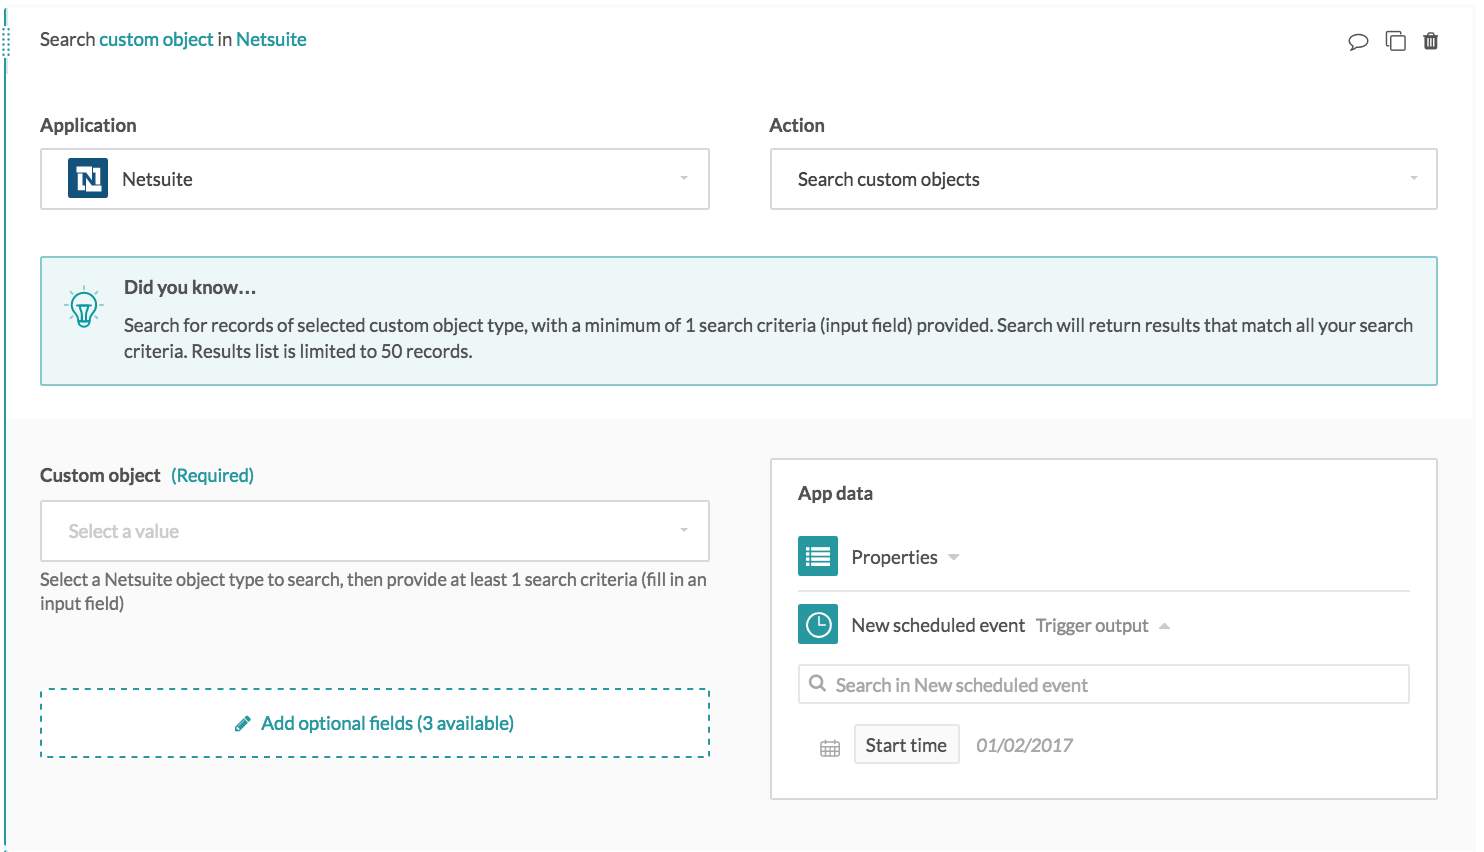 Search custom object in Netsuite
Application
Netsuite
Action
Search custom objects
Did you know...
Search for records of selected custom object type, with a minimum of 1 search criteria (input field) provided. Search will return results that match all your search
criteria. Results list is limited to 50 records.
Custom object (Required)
Select a value
Select a Netsuite object type to search, then provide at least 1 search criteria (fill in an
input field)
Add optional fields (3 available)
App data
Properties
New scheduled event Trigger output
Search in New scheduled event
Start time 01/02/2017